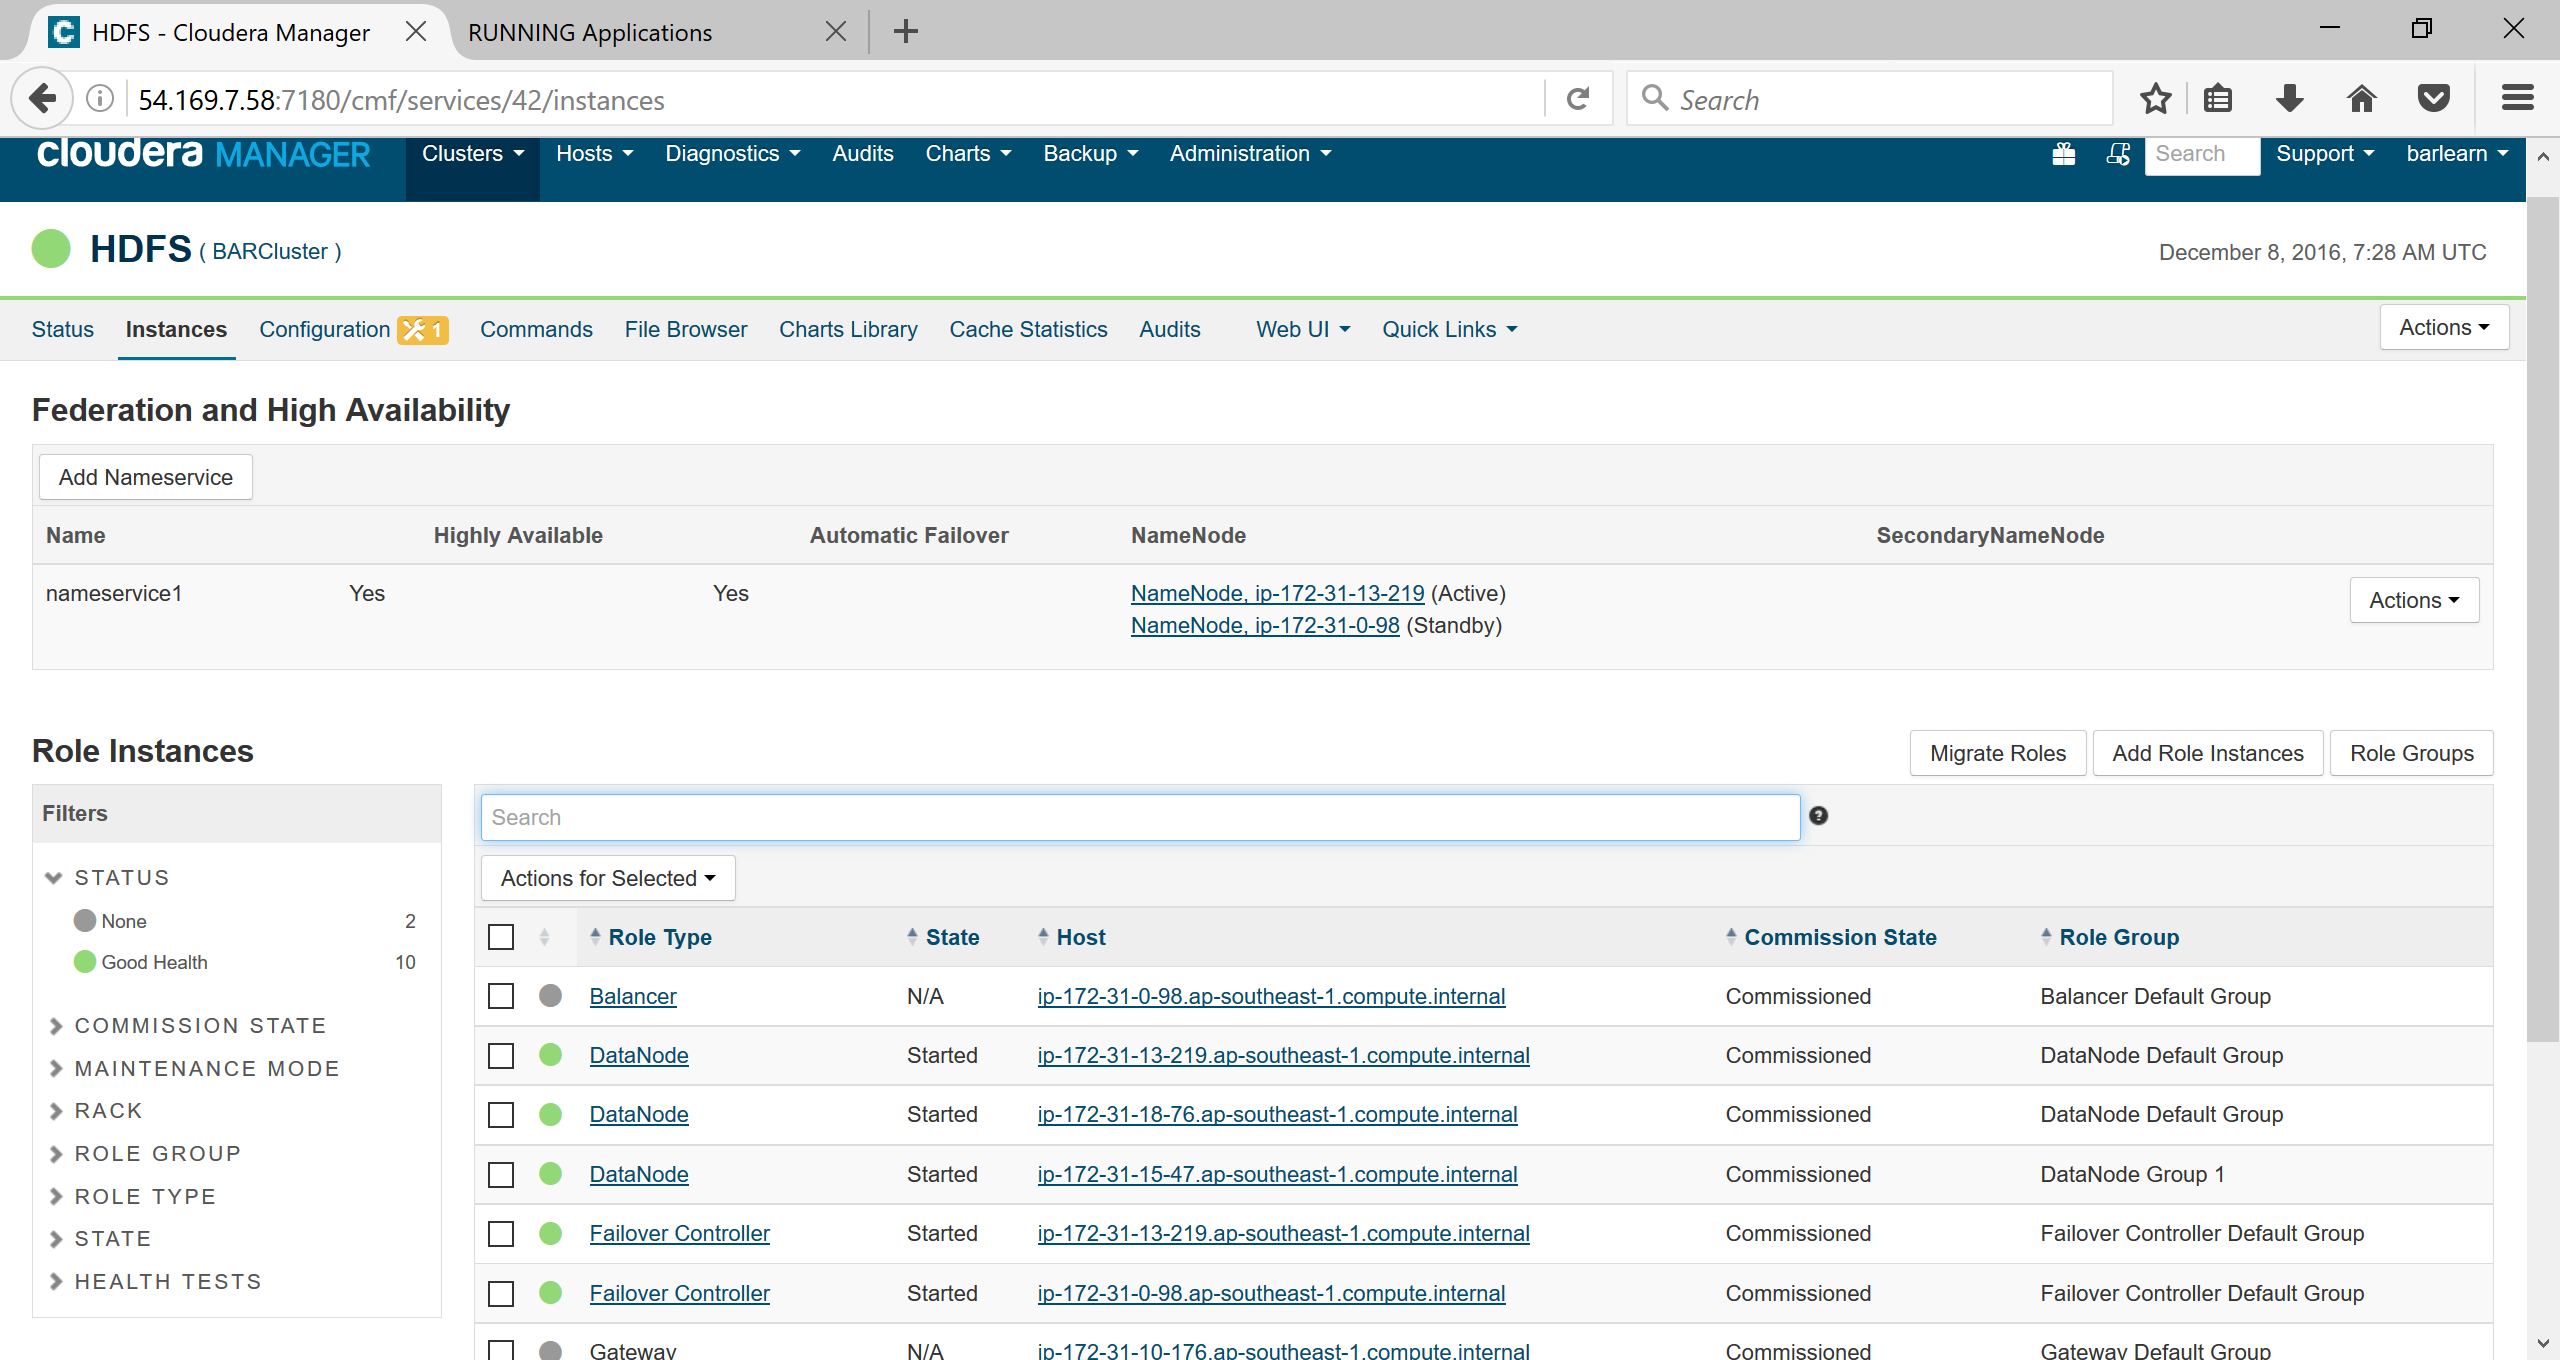 HDFS - Cloudera Manager
RUNNING Applications
54.169.7.58:7180/cmf/services/42/instances
Search
cloudera MANAGER
Clusters Hosts Diagnostics Audits Charts Backup Administration
Search Support barlearn
HDFS ( BARCluster )
December 8, 2016, 7:28 AM UTC
Status Instances Configuration 1 Commands File Browser Charts Library Cache Statistics Audits Web UI Quick Links
Actions
Federation and High Availability
Add Nameservice
Name Highly Available Automatic Failover NameNode SecondaryNameNode
nameservice1 Yes Yes NameNode, ip-172-31-13-219 (Active)
NameNode, ip-172-31-0-98 (Standby)
Actions
Role Instances
Migrate Roles Add Role Instances Role Groups
Filters
STATUS
None 2
Good Health 10
COMMISSION STATE
MAINTENANCE MODE
RACK
ROLE GROUP
ROLE TYPE
STATE
HEALTH TESTS
Search
?
Actions for Selected
Role Type State Host Commission State Role Group
Balancer N/A ip-172-31-0-98.ap-southeast-1.compute.internal Commissioned Balancer Default Group
DataNode Started ip-172-31-13-219.ap-southeast-1.compute.internal Commissioned DataNode Default Group
DataNode Started ip-172-31-18-76.ap-southeast-1.compute.internal Commissioned DataNode Default Group
DataNode Started ip-172-31-15-47.ap-southeast-1.compute.internal Commissioned DataNode Group 1
Failover Controller Started ip-172-31-13-219.ap-southeast-1.compute.internal Commissioned Failover Controller Default Group
Failover Controller Started ip-172-31-0-98.ap-southeast-1.compute.internal Commissioned Failover Controller Default Group
Gateway N/A ip-172-31-10-176.ap-southeast-1.compute.internal Commissioned Gateway Default Group